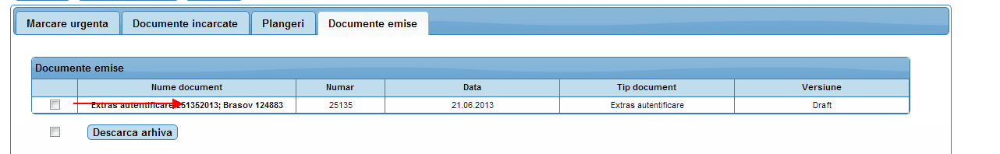 Marcare urgenta Documente incarcate Plangeri Documente emise
Documente emise
Nume document Numar Data Tip document Versiune
Extras autentificare 251352013; Brasov 124883 25135 21.06.2013 Extras autentificare Draft
Descarca arhiva